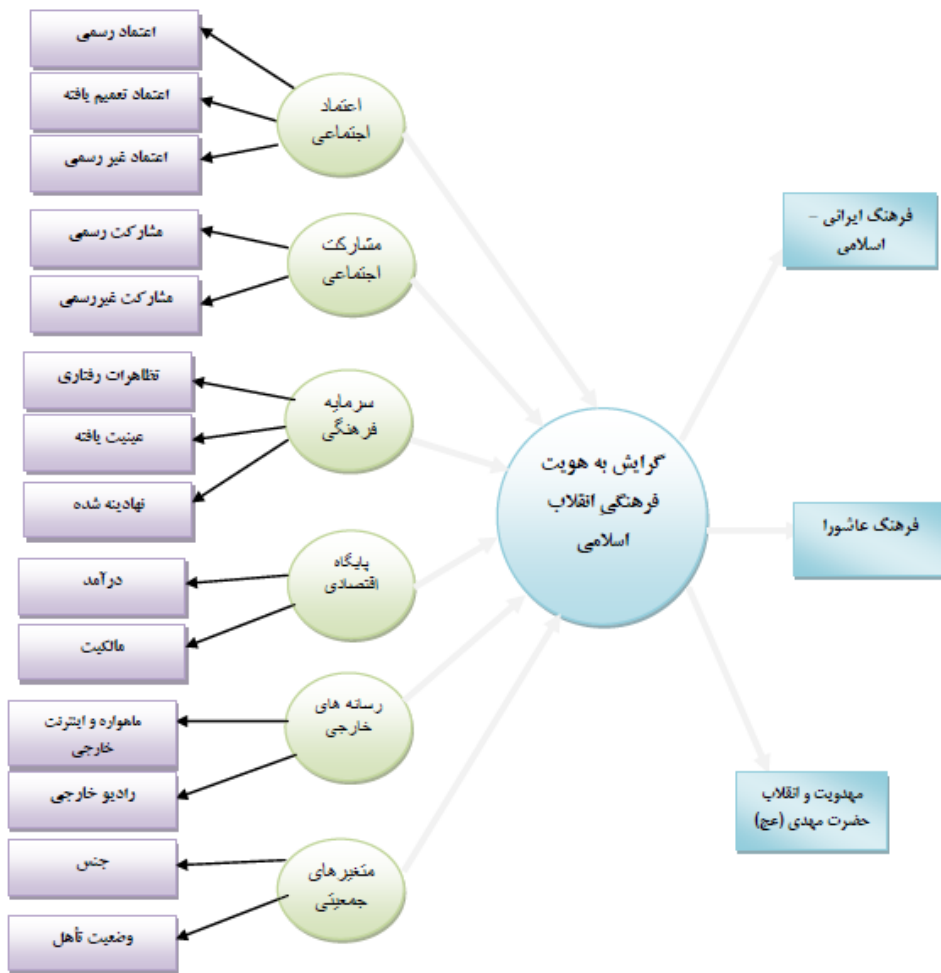 اعتماد رسمی
اعتماد تعمیم یافته
اعتماد غیر رسمی
اعتماد
اجتماعی
مشارکت رسمی
مشارکت غیررسمی
مشارکت
اجتماعی
تظاهرات رفتاری
عینیت یافته
نهادینه شده
سرمایه
فرهنگی
درآمد
مالکیت
پایگاه
اقتصادی
ماهواره و اینترنت
خارجی
رادیو خارجی
رسانه های
خارجی
جنس
وضعیت تأهل
متغیرهای
جمعیتی
گرایش به هویت
فرهنگیِ انقلاب
اسلامی
فرهنگ ایرانی –
اسلامی
فرهنگ عاشورا
مهدویت و انقلاب
حضرت مهدی (عج)